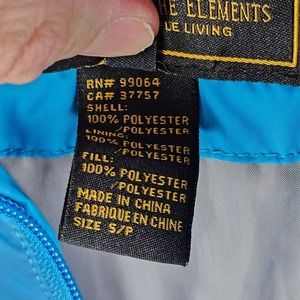 THE ELEMENTS
LE LIVING
RN# 99064
CA# 37757
SHELL:
100% POLYESTER
/POLYESTER
LINING:
100% POLYESTER
/POLYESTER
FILL:
100% POLYESTER
/POLYESTER
MADE IN CHINA
FABRIQUE EN CHINE
SIZE S/P